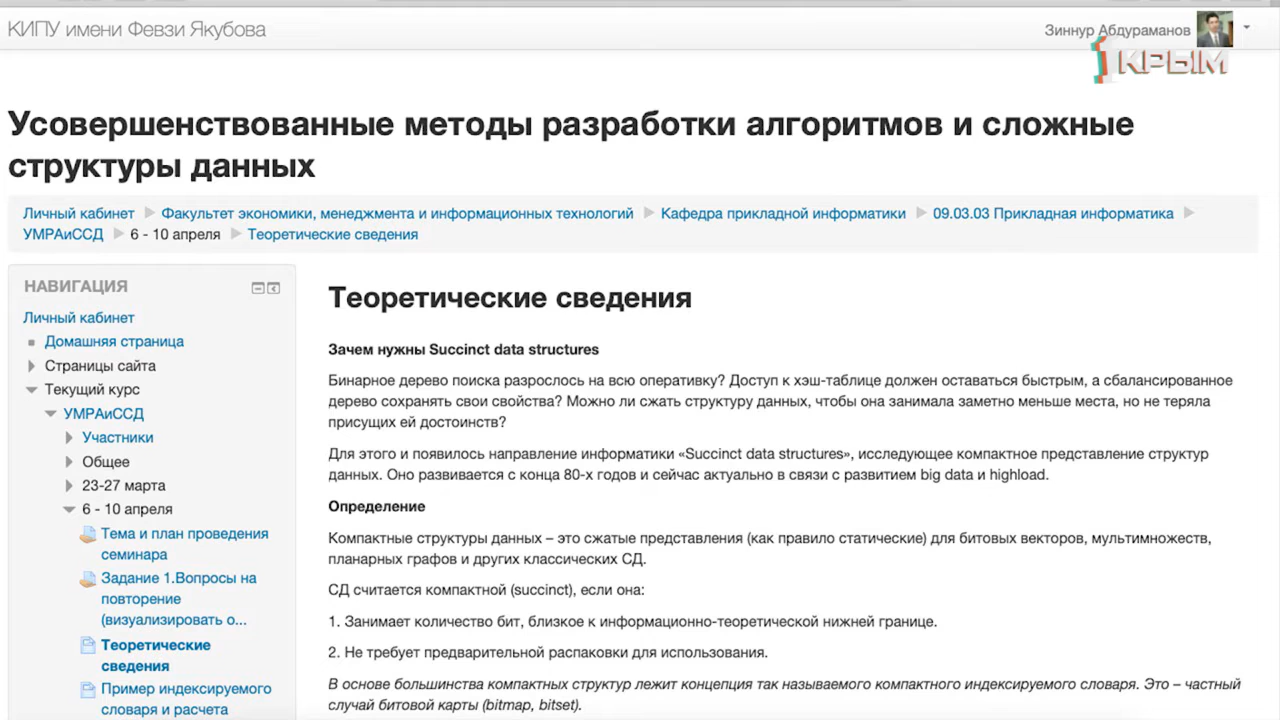 КИПУ имени Февзи Якубова
Зиннур Абдураманов
КРЫМ
Усовершенствованные методы разработки алгоритмов и сложные
структуры данных
Личный кабинет Факультет экономики, менеджмента и информационных технологий Кафедра прикладной информатики 09.03.03 Прикладная информатика
УМРАиССД 6 - 10 апреля Теоретические сведения
НАВИГАЦИЯ
Личный кабинет
Домашняя страница
Страницы сайта
Текущий курс
УМРАиССД
Участники
Общее
23-27 марта
6 - 10 апреля
Тема и план проведения
семинара
Задание 1.Вопросы на
повторение
(визуализировать о...
Теоретические
сведения
Пример индексируемого
словаря и расчета
Теоретические сведения
Зачем нужны Succinct data structures
Бинарное дерево поиска разрослось на всю оперативку? Доступ к хэш-таблице должен оставаться быстрым, а сбалансированное
дерево сохранять свои свойства? Можно ли сжать структуру данных, чтобы она занимала заметно меньше места, но не теряла
присущих ей достоинств?
Для этого и появилось направление информатики «Succinct data structures», исследующее компактное представление структур
данных. Оно развивается с конца 80-х годов и сейчас актуально в связи с развитием big data и highload.
Определение
Компактные структуры данных – это сжатые представления (как правило статические) для битовых векторов, мультимножеств,
планарных графов и других классических СД.
СД считается компактной (succinct), если она:
1. Занимает количество бит, близкое к информационно-теоретической нижней границе.
2. Не требует предварительной распаковки для использования.
В основе большинства компактных структур лежит концепция так называемого компактного индексируемого словаря. Это – частный
случай битовой карты (bitmap, bitset).